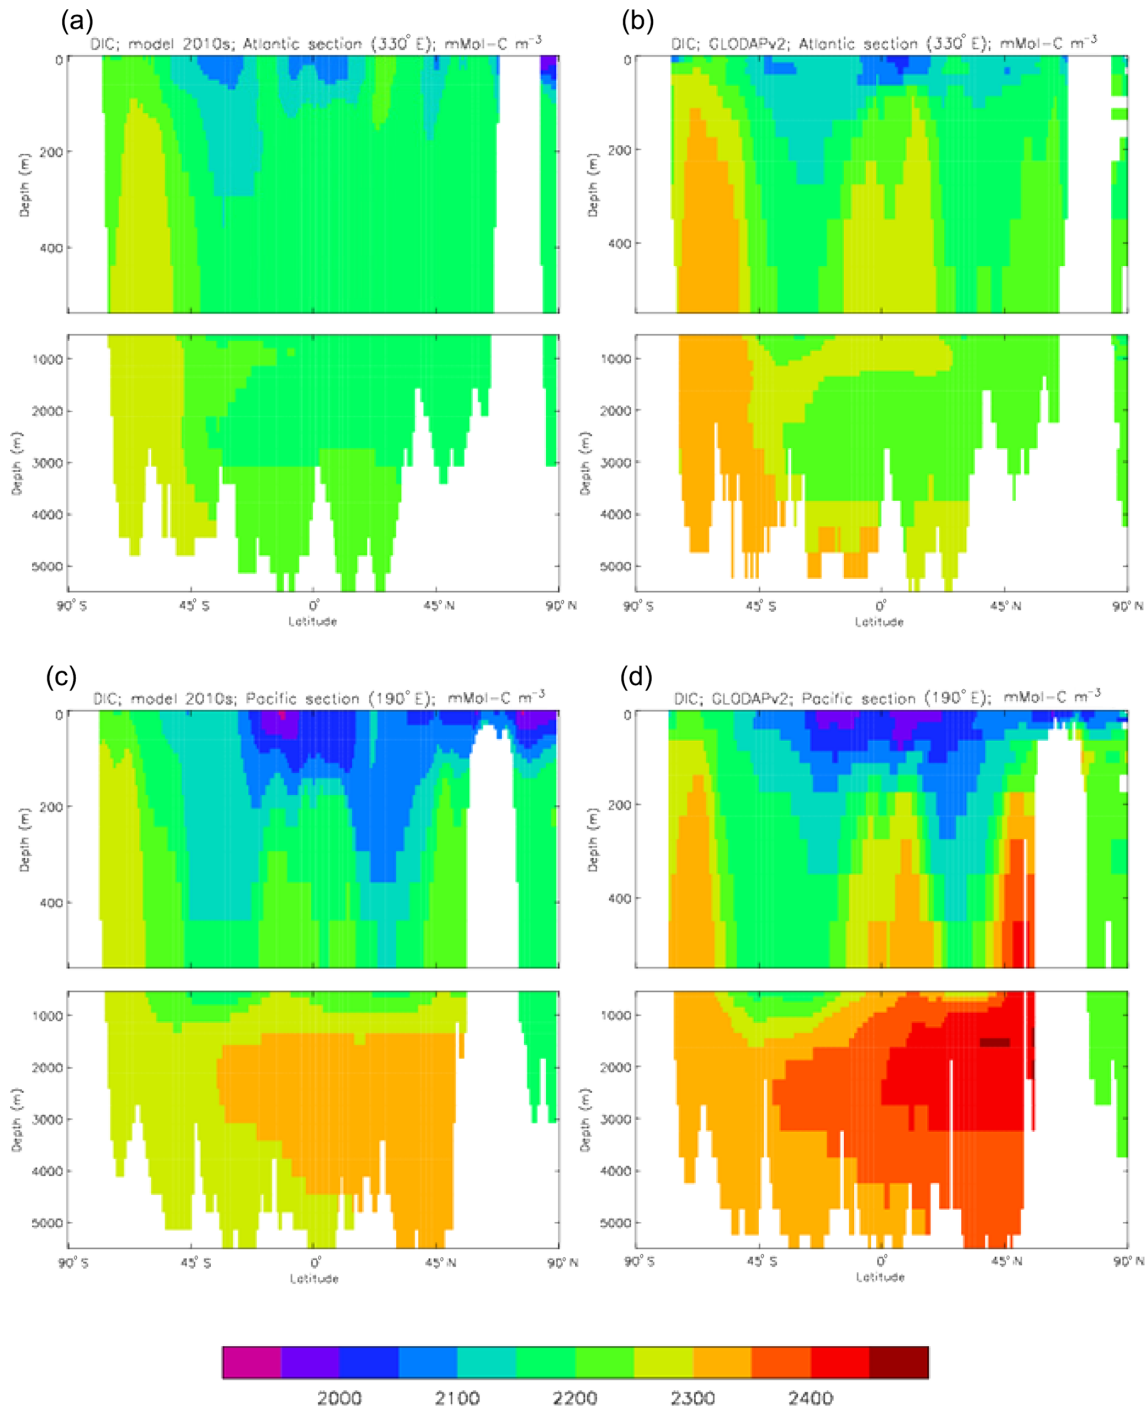 (a)
DIC; model 2010s; Atlantic section (330°E); mMol-C m⁻³
0
200
400
Depth (m)
1000
2000
3000
4000
5000
Depth (m)
90°S 45°S 0° 45°N 90°N
Latitude
(b)
DIC; GLODAPv2; Atlantic section (330°E); mMol-C m⁻³
0
200
400
Depth (m)
1000
2000
3000
4000
5000
Depth (m)
90°S 45°S 0° 45°N 90°N
Latitude
(c)
DIC; model 2010s; Pacific section (190°E); mMol-C m⁻³
0
200
400
Depth (m)
1000
2000
3000
4000
5000
Depth (m)
90°S 45°S 0° 45°N 90°N
Latitude
(d)
DIC; GLODAPv2; Pacific section (190°E); mMol-C m⁻³
0
200
400
Depth (m)
1000
2000
3000
4000
5000
Depth (m)
90°S 45°S 0° 45°N 90°N
Latitude
2000 2100 2200 2300 2400